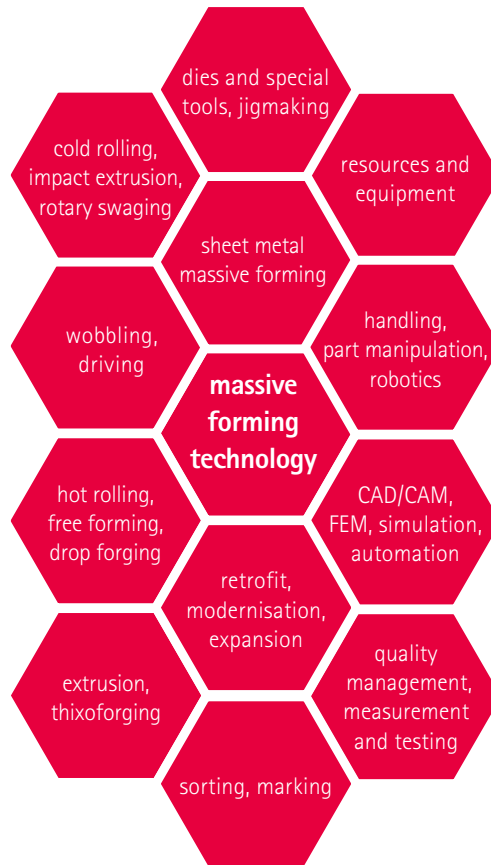 dies and special
tools, jigmaking
cold rolling,
impact extrusion,
rotary swaging
resources and
equipment
sheet metal
massive forming
wobbling,
driving
handling,
part manipulation,
robotics
massive
forming
technology
hot rolling,
free forming,
drop forging
CAD/CAM,
FEM, simulation,
automation
retrofit,
modernisation,
expansion
extrusion,
thixoforging
quality
management,
measurement
and testing
sorting, marking